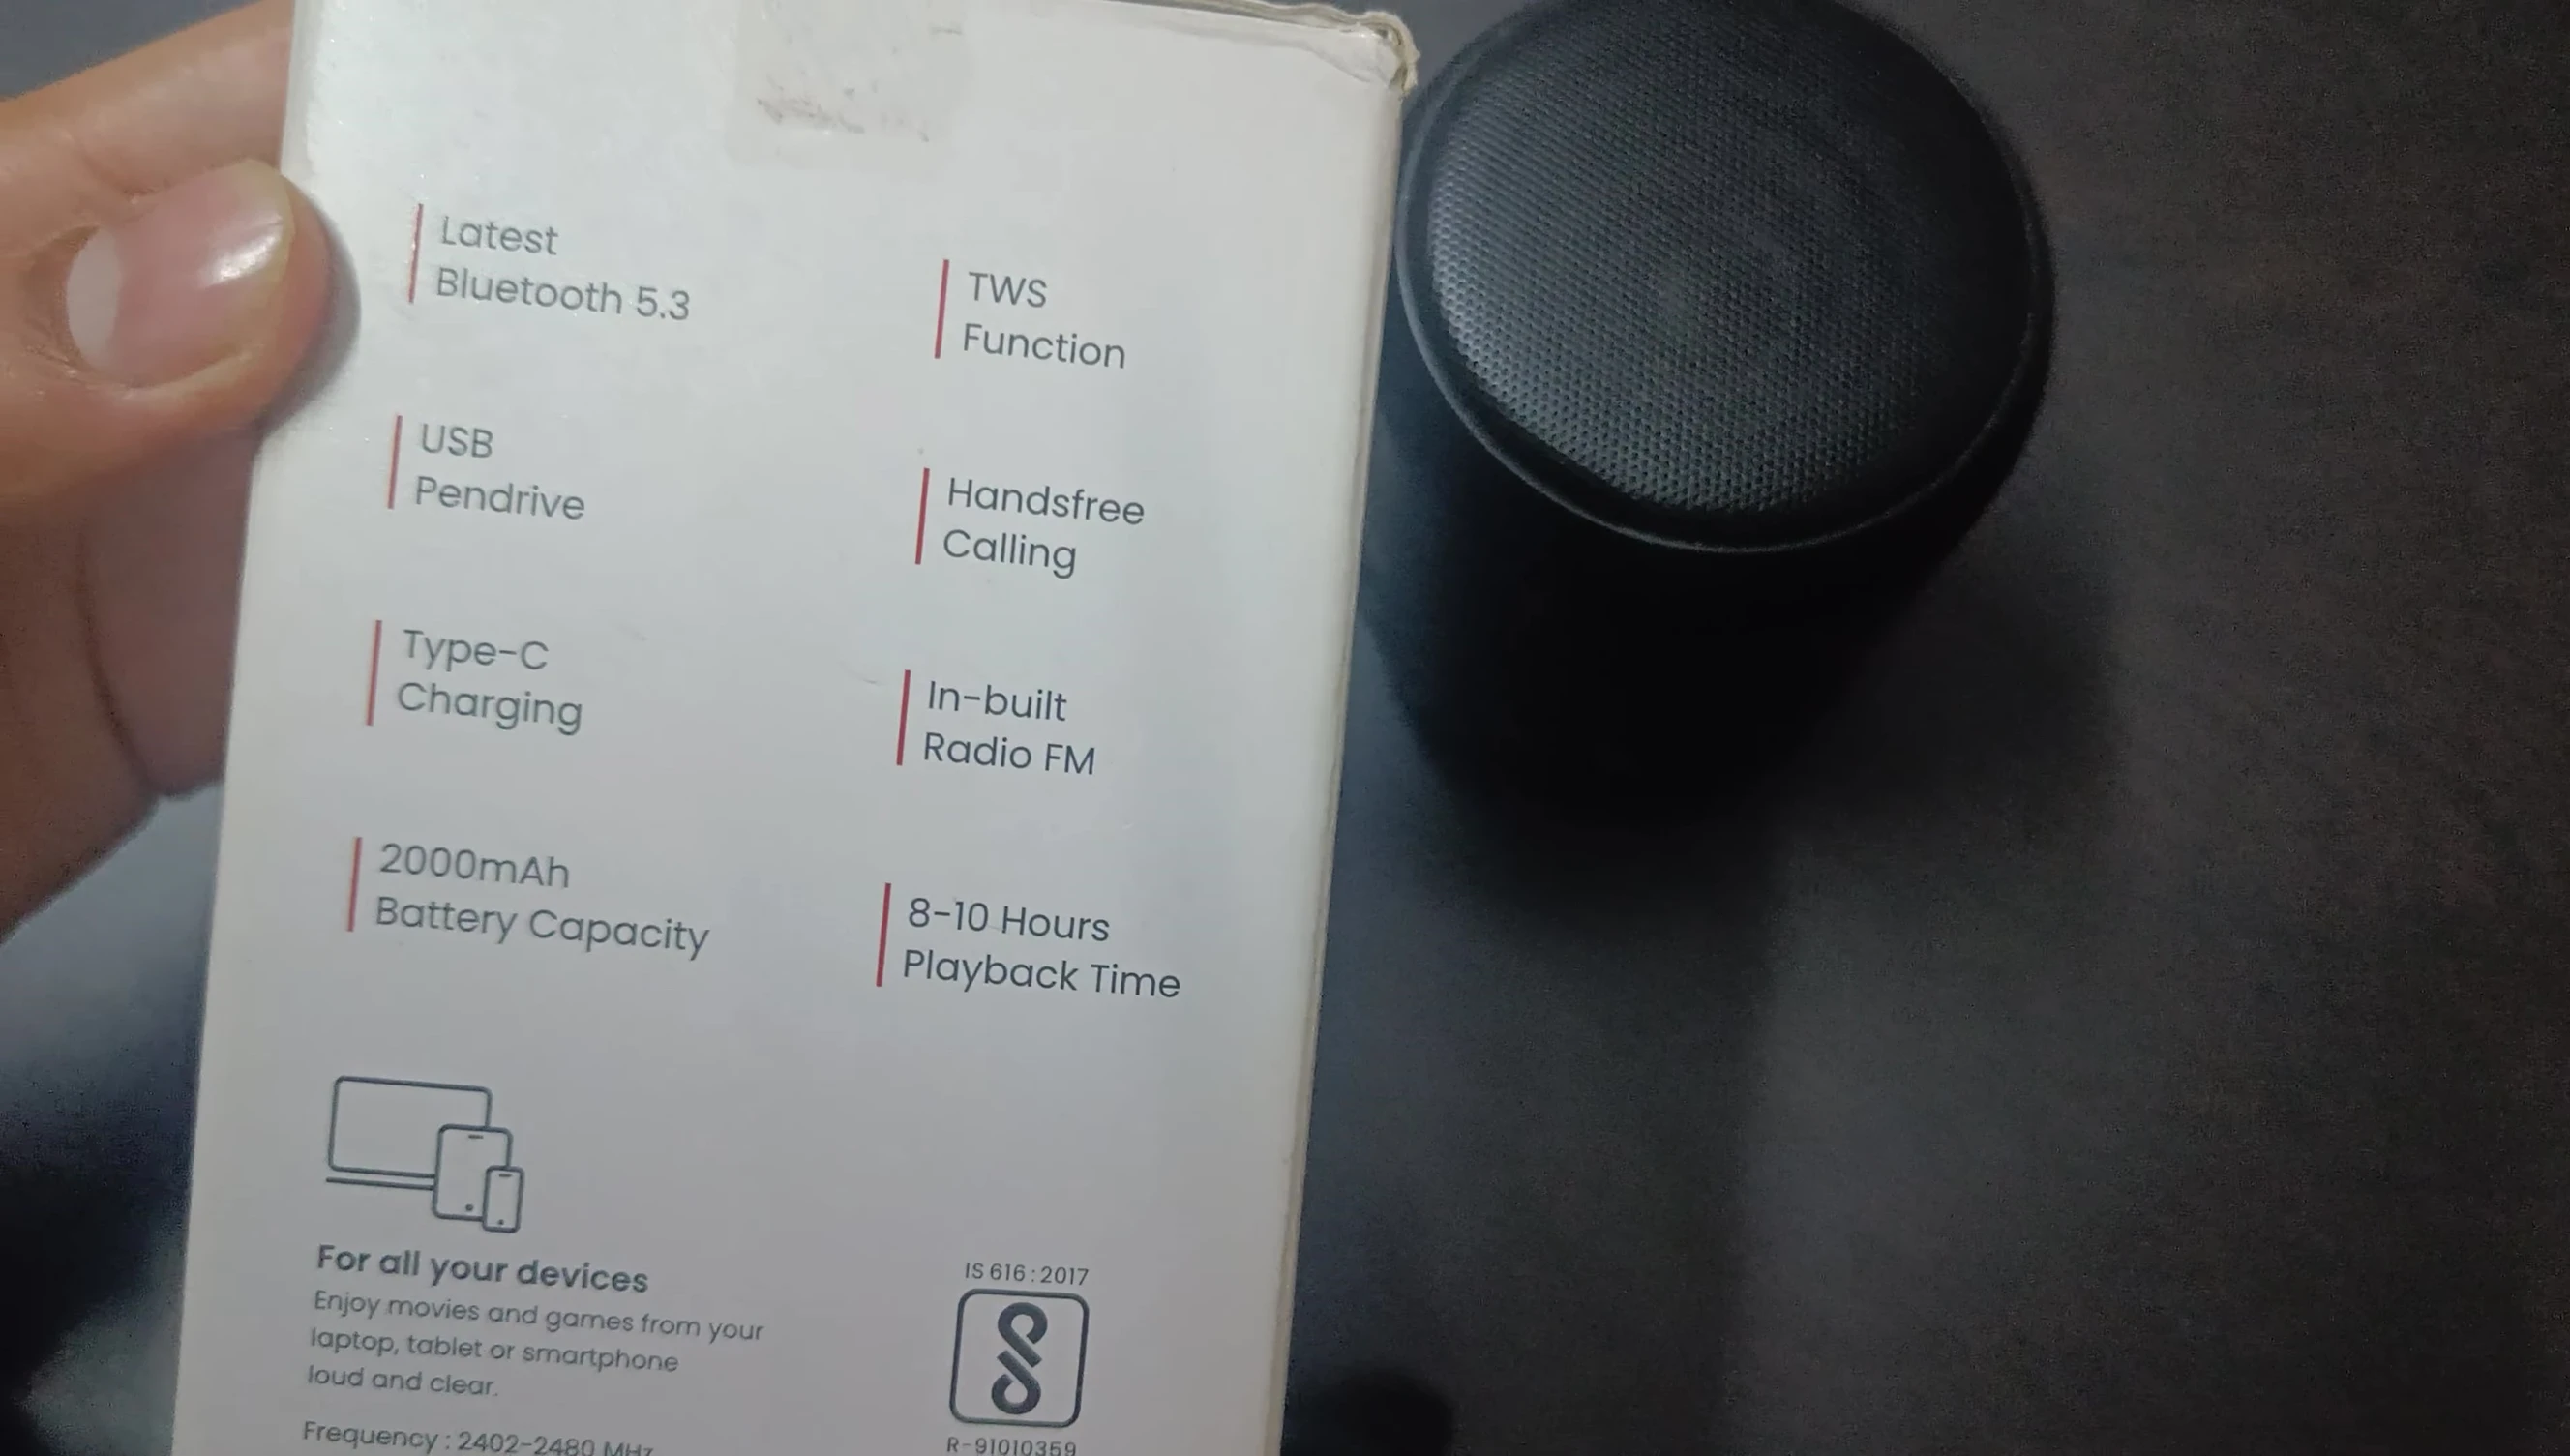 Latest
Bluetooth 5.3
TWS
Function
USB
Pendrive
Handsfree
Calling
Type-C
Charging
In-built
Radio FM
2000mAh
Battery Capacity
8-10 Hours
Playback Time
For all your devices
Enjoy movies and games from your
laptop, tablet or smartphone
loud and clear.
Frequency : 2402-2480 MHz
IS 616 : 2017
R-91010359